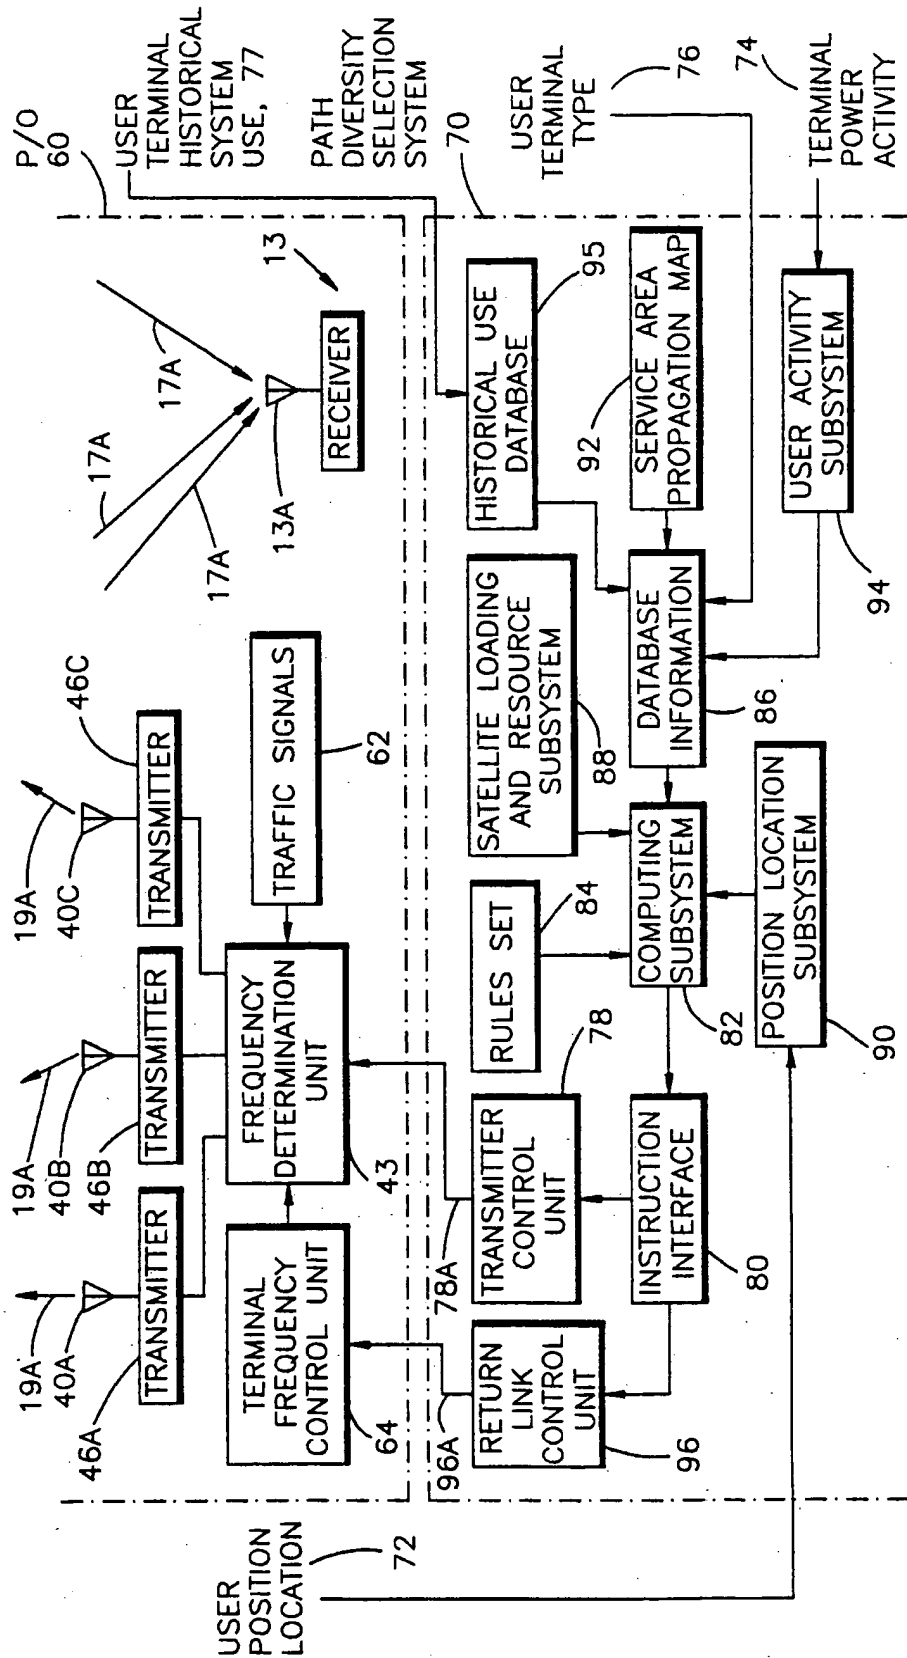 P/O
60
USER
TERMINAL
HISTORICAL
SYSTEM
USE, 77
PATH
DIVERSITY
SELECTION
SYSTEM
70
USER
TERMINAL
TYPE
76
74
TERMINAL
POWER
ACTIVITY
19A
40A
46A
TRANSMITTER
19A
40B
46B
TRANSMITTER
19A
40C
46C
TRANSMITTER
17A
17A
17A
13A
13
RECEIVER
TERMINAL
FREQUENCY
CONTROL UNIT
64
FREQUENCY
DETERMINATION
UNIT
43
TRAFFIC SIGNALS
62
USER
POSITION
LOCATION
72
96A
RETURN
LINK
CONTROL
UNIT
96
78A
TRANSMITTER
CONTROL
UNIT
78
RULES SET
84
SATELLITE LOADING
AND RESOURCE
SUBSYSTEM
88
HISTORICAL USE
DATABASE
95
INSTRUCTION
INTERFACE
80
COMPUTING
SUBSYSTEM
82
DATABASE
INFORMATION
86
92
SERVICE AREA
PROPAGATION MAP
POSITION LOCATION
SUBSYSTEM
90
USER ACTIVITY
SUBSYSTEM
94